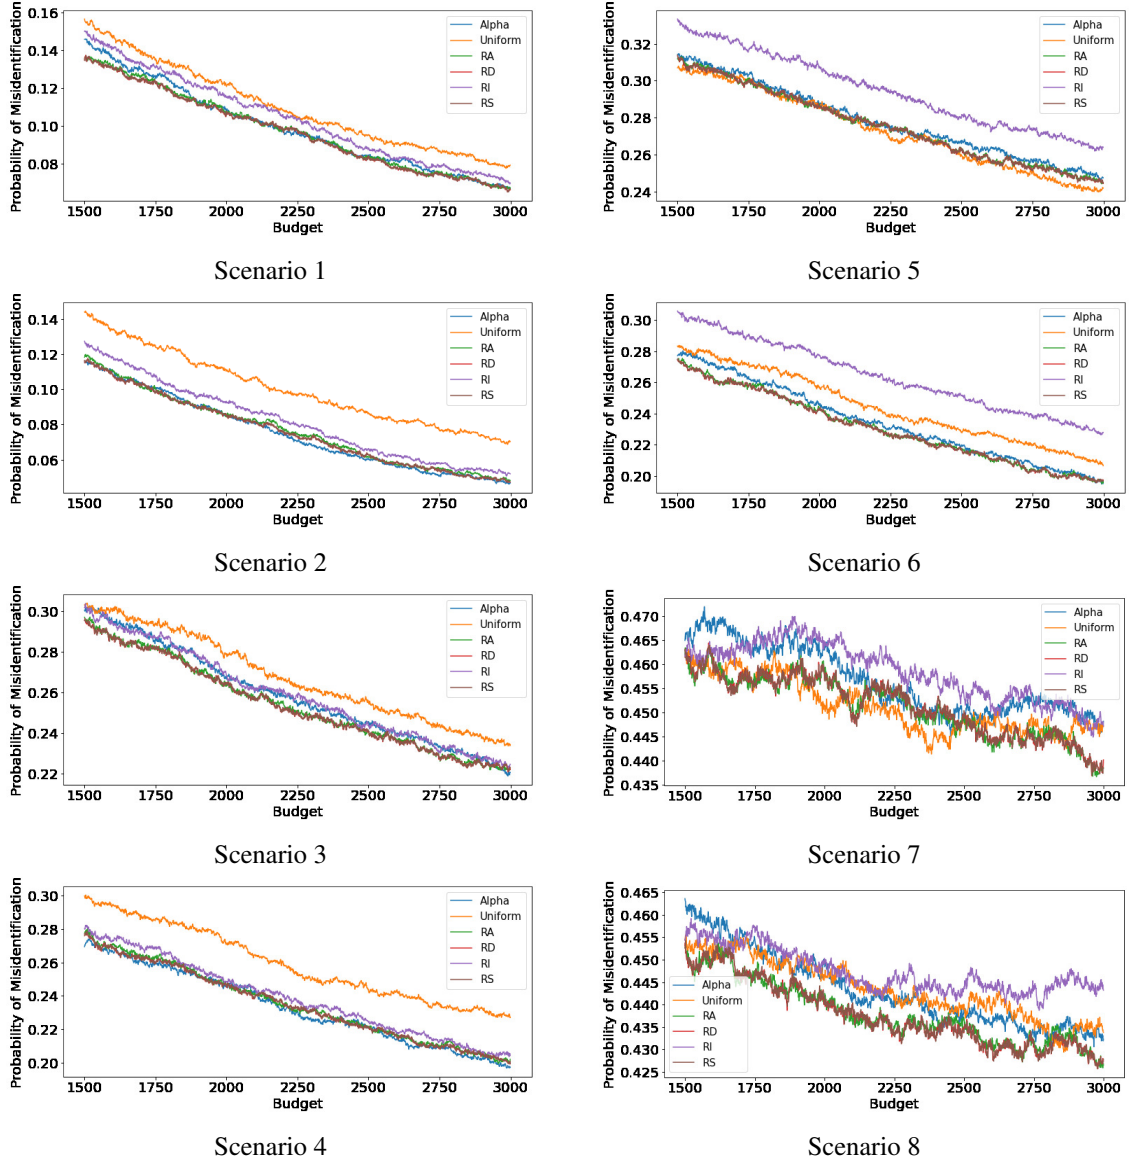 Probability of Misidentification
0.16
0.14
0.12
0.10
0.08
1500 1750 2000 2250 2500 2750 3000
Budget
Alpha
Uniform
RA
RD
RI
RS
Scenario 1
Probability of Misidentification
0.32
0.30
0.28
0.26
0.24
1500 1750 2000 2250 2500 2750 3000
Budget
Alpha
Uniform
RA
RD
RI
RS
Scenario 5
Probability of Misidentification
0.14
0.12
0.10
0.08
0.06
1500 1750 2000 2250 2500 2750 3000
Budget
Alpha
Uniform
RA
RD
RI
RS
Scenario 2
Probability of Misidentification
0.30
0.28
0.26
0.24
0.22
0.20
1500 1750 2000 2250 2500 2750 3000
Budget
Alpha
Uniform
RA
RD
RI
RS
Scenario 6
Probability of Misidentification
0.30
0.28
0.26
0.24
0.22
1500 1750 2000 2250 2500 2750 3000
Budget
Alpha
Uniform
RA
RD
RI
RS
Scenario 3
Probability of Misidentification
0.470
0.465
0.460
0.455
0.450
0.445
0.440
0.435
1500 1750 2000 2250 2500 2750 3000
Budget
Alpha
Uniform
RA
RD
RI
RS
Scenario 7
Probability of Misidentification
0.30
0.28
0.26
0.24
0.22
0.20
1500 1750 2000 2250 2500 2750 3000
Budget
Alpha
Uniform
RA
RD
RI
RS
Scenario 4
Probability of Misidentification
0.465
0.460
0.455
0.450
0.445
0.440
0.435
0.430
0.425
1500 1750 2000 2250 2500 2750 3000
Budget
Alpha
Uniform
RA
RD
RI
RS
Scenario 8